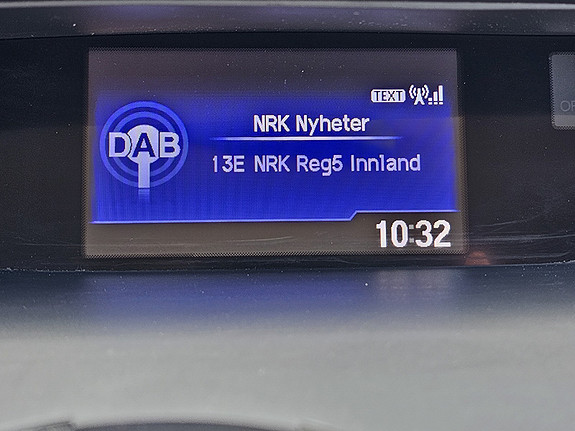 TEXT
DAB
NRK Nyheter
13E NRK Reg5 Innland
10:32